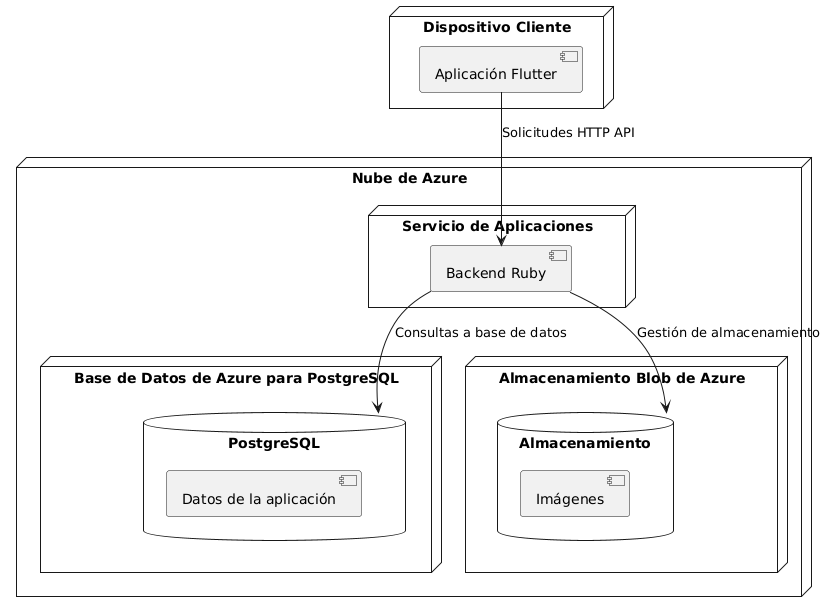 Dispositivo Cliente
Aplicación Flutter
Solicitudes HTTP API
Nube de Azure
Servicio de Aplicaciones
Backend Ruby
Consultas a base de datos
Gestión de almacenamiento
Base de Datos de Azure para PostgreSQL
Almacenamiento Blob de Azure
PostgreSQL
Almacenamiento
Datos de la aplicación
Imágenes